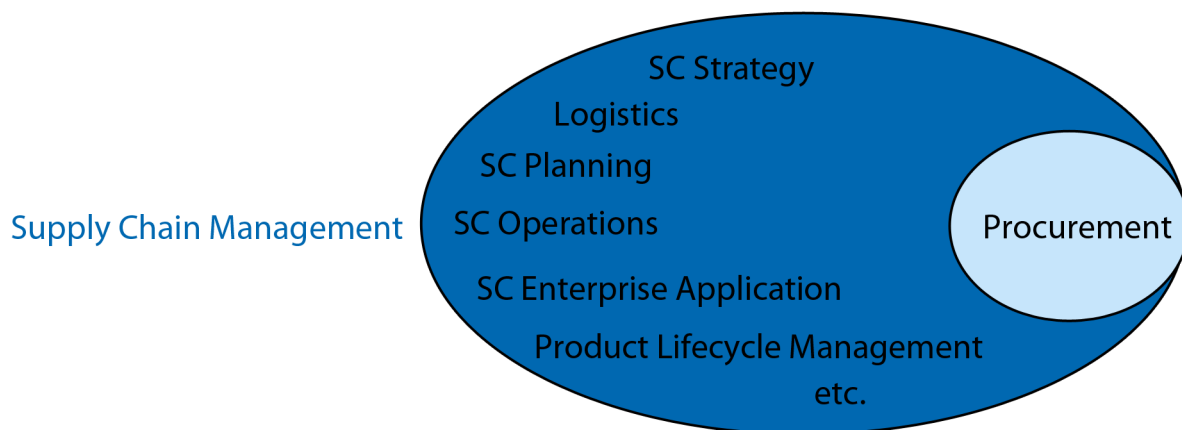 SC Strategy
Logistics
SC Planning
Supply Chain Management
SC Operations
Procurement
SC Enterprise Application
Product Lifecycle Management
etc.